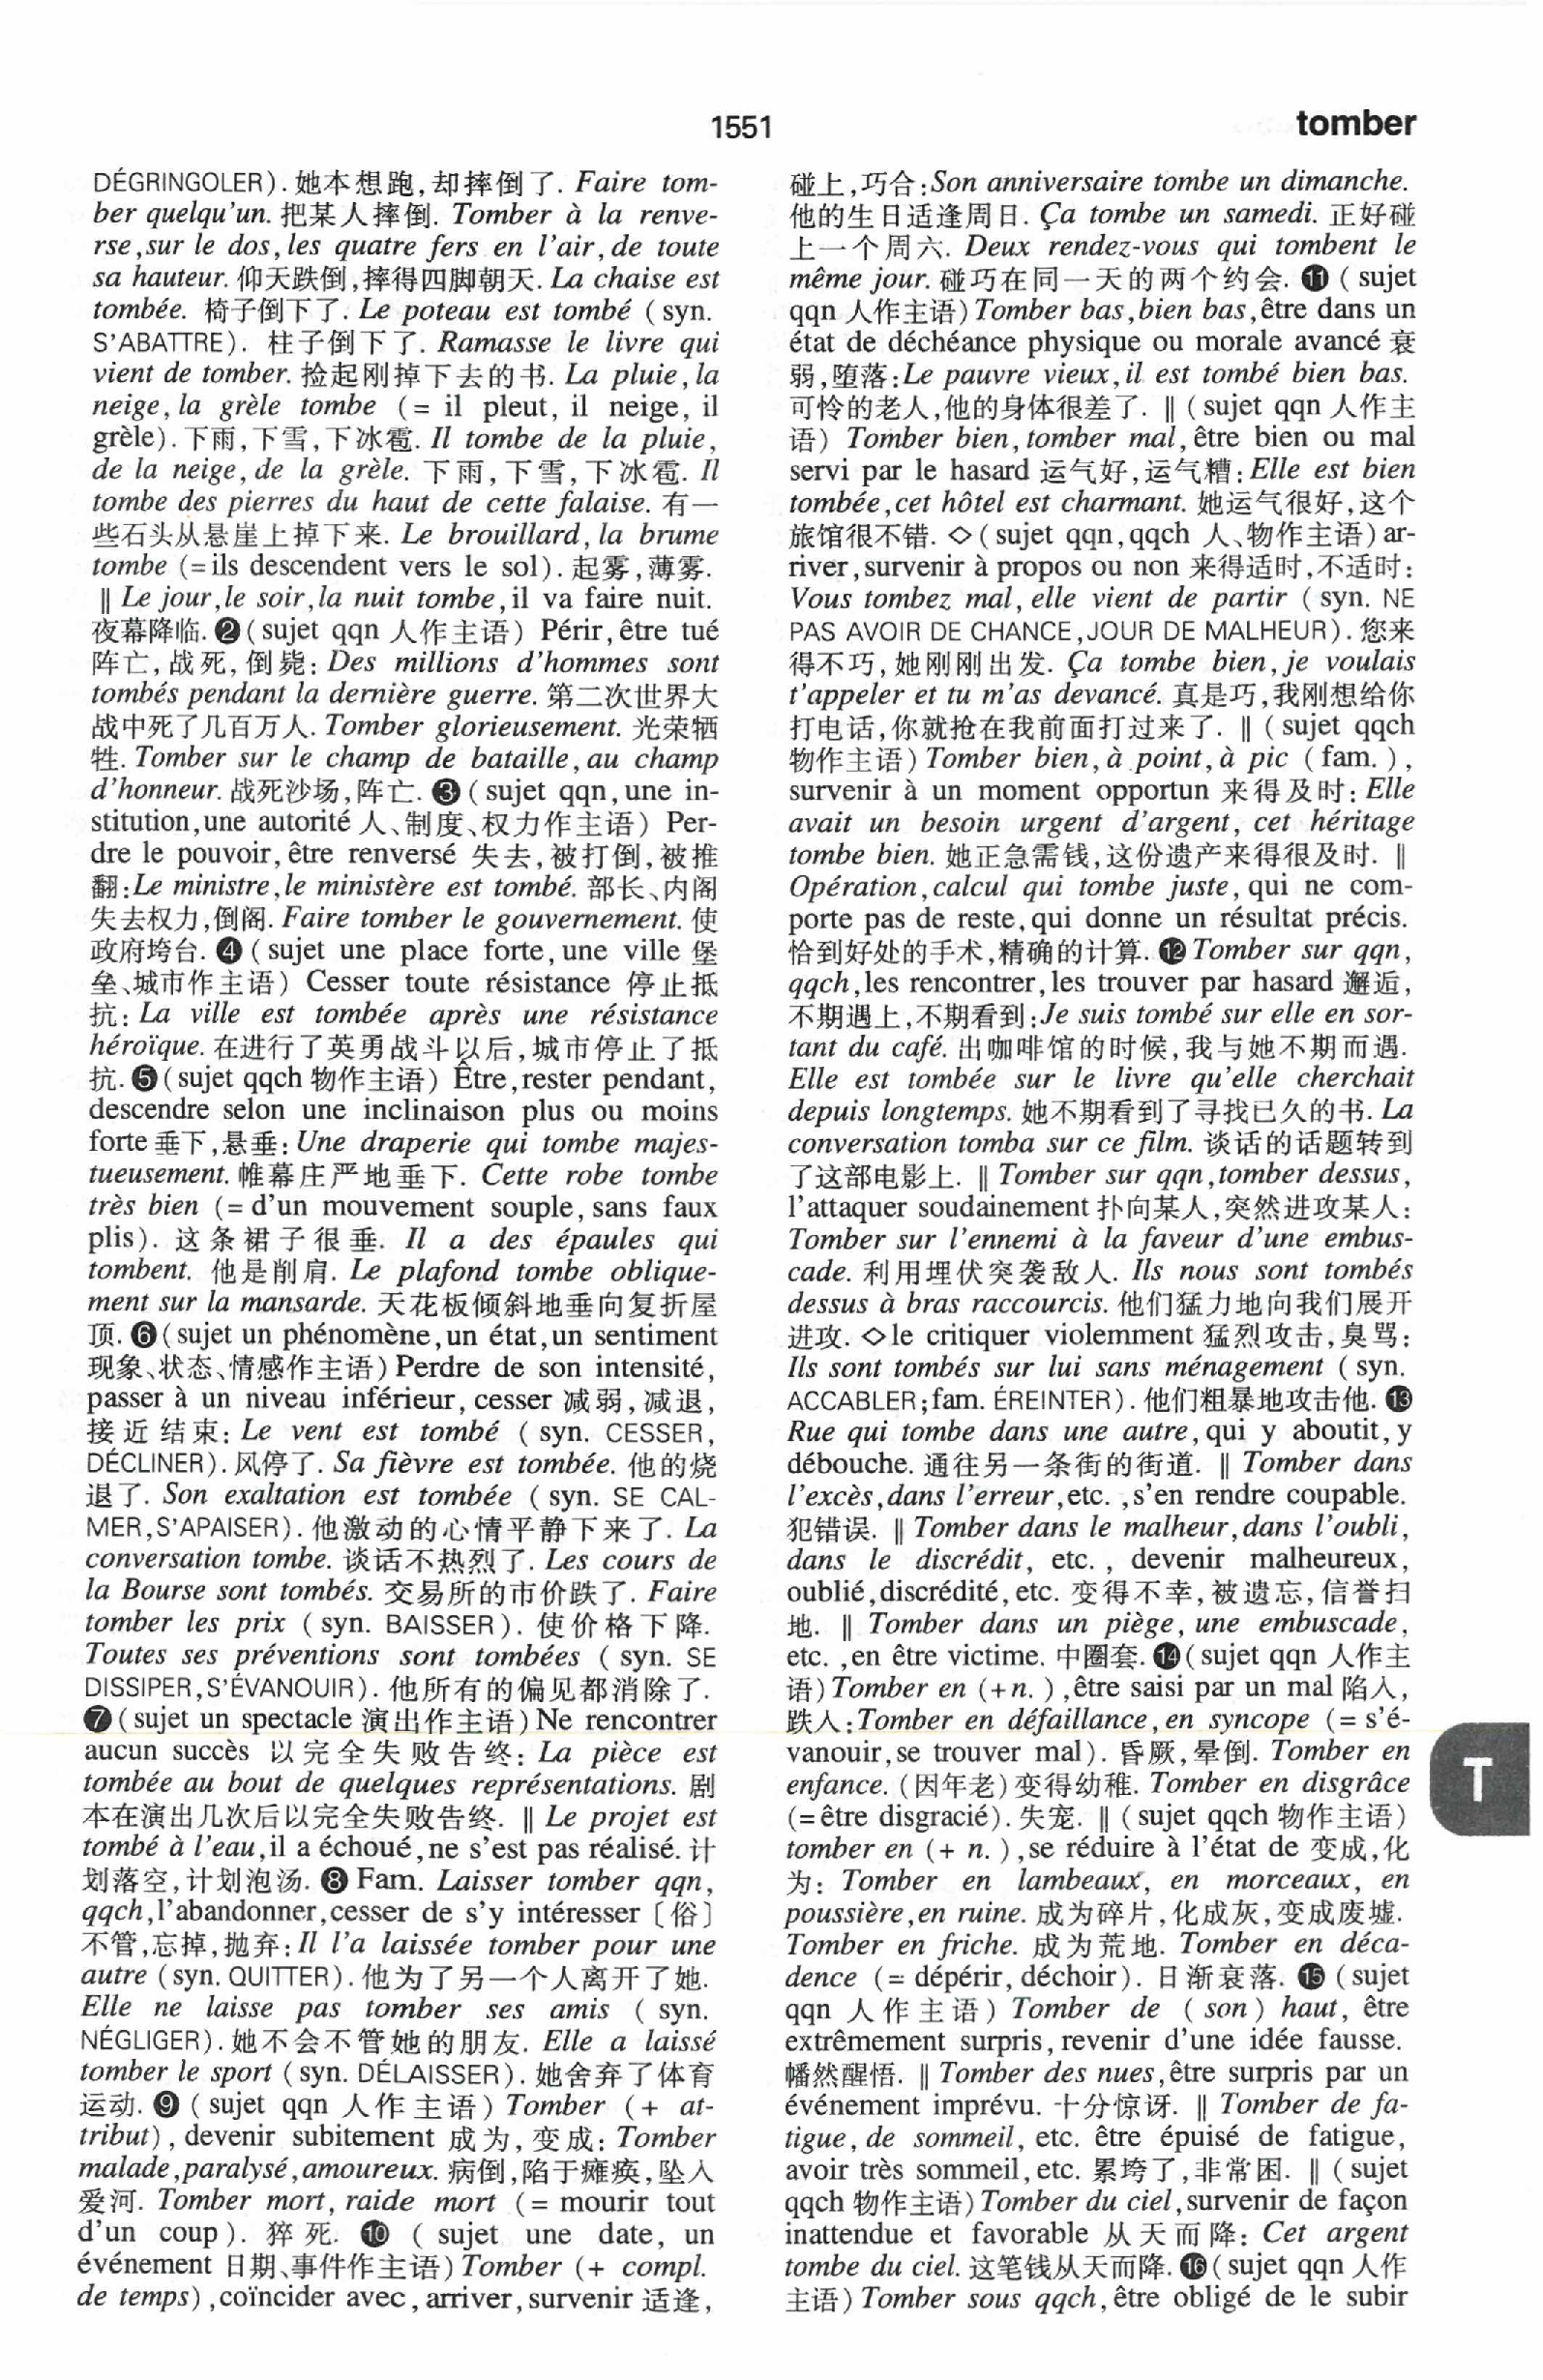 1551
tomber
DÉGRINGOLER). 她本想跑,却摔倒了. Faire tom-
ber quelqu'un. 把某人摔倒. Tomber à la renve-
rse,sur le dos,les quatre fers en l'air,de toute
sa hauteur. 仰天跌倒,摔得四脚朝天. La chaise est
tombée. 椅子倒下了. Le poteau est tombé ( syn.
S'ABATTRE). 柱子倒下了. Ramasse le livre qui
vient de tomber. 捡起刚掉下去的书. La pluie,la
neige,la grèle tombe (= il pleut, il neige, il
grèle). 下雨,下雪,下冰雹. Il tombe de la pluie,
de la neige,de la grèle. 下雨,下雪,下冰雹. Il
tombe des pierres du haut de cette falaise. 有一
些石头从悬崖上掉下来. Le brouillard, la brume
tombe (=ils descendent vers le sol). 起雾,薄雾.
‖ Le jour,le soir,la nuit tombe,il va faire nuit.
夜幕降临. ❷(sujet qqn 人作主语) Périr,être tué
阵亡,战死,倒毙: Des millions d'hommes sont
tombés pendant la dernière guerre. 第二次世界大
战中死了几百万人. Tomber glorieusement. 光荣牺
牲. Tomber sur le champ de bataille,au champ
d'honneur. 战死沙场,阵亡. ❸( sujet qqn,une in-
stitution,une autorité 人、制度、权力作主语) Per-
dre le pouvoir,être renversé 失去,被打倒,被推
翻:Le ministre,le ministère est tombé. 部长、内阁
失去权力,倒阁. Faire tomber le gouvernement. 使
政府垮台. ❹( sujet une place forte,une ville 堡
垒、城市作主语) Cesser toute résistance 停止抵
抗: La ville est tombée après une résistance
héroïque. 在进行了英勇战斗以后,城市停止了抵
抗. ❺(sujet qqch 物作主语) Être,rester pendant,
descendre selon une inclinaison plus ou moins
forte 垂下,悬垂: Une draperie qui tombe majes-
tueusement. 帷幕庄严地垂下. Cette robe tombe
très bien (= d'un mouvement souple,sans faux
plis). 这条裙子很垂. Il a des épaules qui
tombent. 他是削肩. Le plafond tombe oblique-
ment sur la mansarde. 天花板倾斜地垂向复折屋
顶. ❻(sujet un phénomène,un état,un sentiment
现象、状态、情感作主语) Perdre de son intensité,
passer à un niveau inférieur, cesser 减弱,减退,
接近结束: Le vent est tombé ( syn. CESSER,
DÉCLINER). 风停了. Sa fièvre est tombée. 他的烧
退了. Son exaltation est tombée ( syn. SE CAL-
MER,S'APAISER). 他激动的心情平静下来了. La
conversation tombe. 谈话不热烈了. Les cours de
la Bourse sont tombés. 交易所的市价跌了. Faire
tomber les prix ( syn. BAISSER). 使价格下降.
Toutes ses préventions sont tombées ( syn. SE
DISSIPER,S'ÉVANOUIR). 他所有的偏见都消除了.
❼(sujet un spectacle 演出作主语)Ne rencontrer
aucun succès 以完全失败告终: La pièce est
tombée au bout de quelques représentations. 剧
本在演出几次后以完全失败告终. ‖ Le projet est
tombé à l'eau,il a échoué,ne s'est pas réalisé. 计
划落空,计划泡汤. ❽ Fam. Laisser tomber qqn,
qqch,l'abandonner,cesser de s'y intéresser〔俗〕
不管,忘掉,抛弃:Il l'a laissée tomber pour une
autre (syn. QUITTER). 他为了另一个人离开了她.
Elle ne laisse pas tomber ses amis ( syn.
NÉGLIGER). 她不会不管她的朋友. Elle a laissé
tomber le sport ( syn. DÉLAISSER). 她舍弃了体育
运动. ❾ ( sujet qqn 人作主语) Tomber (+ at-
tribut), devenir subitement 成为,变成: Tomber
malade,paralysé,amoureux. 病倒,陷于瘫痪,坠入
爱河. Tomber mort, raide mort (= mourir tout
d'un coup). 猝死. ❿ ( sujet une date, un
événement 日期、事件作主语) Tomber (+ compl.
de temps),coïncider avec,arriver,survenir 适逢,
碰上,巧合:Son anniversaire tombe un dimanche.
他的生日适逢周日. Ça tombe un samedi. 正好碰
上一个周六. Deux rendez-vous qui tombent le
même jour. 碰巧在同一天的两个约会. ⓫ ( sujet
qqn 人作主语)Tomber bas,bien bas,être dans un
état de déchéance physique ou morale avancé 衰
弱,堕落:Le pauvre vieux,il est tombé bien bas.
可怜的老人,他的身体很差了. ‖ (sujet qqn 人作主
语) Tomber bien,tomber mal,être bien ou mal
servi par le hasard 运气好,运气糟: Elle est bien
tombée,cet hôtel est charmant. 她运气很好,这个
旅馆很不错. ◇(sujet qqn,qqch 人、物作主语) ar-
river,survenir à propos ou non 来得适时,不适时:
Vous tombez mal, elle vient de partir ( syn. NE
PAS AVOIR DE CHANCE,JOUR DE MALHEUR). 您来
得不巧,她刚刚出发. Ça tombe bien,je voulais
t'appeler et tu m'as devancé. 真是巧,我刚想给你
打电话,你就抢在我前面打过来了. ‖ ( sujet qqch
物作主语) Tomber bien,à point,à pic ( fam. ),
survenir à un moment opportun 来得及时: Elle
avait un besoin urgent d'argent, cet héritage
tombe bien. 她正急需钱,这份遗产来得很及时. ‖
Opération,calcul qui tombe juste, qui ne com-
porte pas de reste,qui donne un résultat précis.
恰到好处的手术,精确的计算. ⓬Tomber sur qqn,
qqch,les rencontrer,les trouver par hasard 邂逅,
不期遇上,不期看到:Je suis tombé sur elle en sor-
tant du café. 出咖啡馆的时候,我与她不期而遇.
Elle est tombée sur le livre qu'elle cherchait
depuis longtemps. 她不期看到了寻找已久的书. La
conversation tomba sur ce film. 谈话的话题转到
了这部电影上. ‖ Tomber sur qqn,tomber dessus,
l'attaquer soudainement 扑向某人,突然进攻某人:
Tomber sur l'ennemi à la faveur d'une embus-
cade. 利用埋伏突袭敌人. Ils nous sont tombés
dessus à bras raccourcis. 他们猛力地向我们展开
进攻. ◇le critiquer violemment 猛烈攻击,臭骂:
Ils sont tombés sur lui sans ménagement ( syn.
ACCABLER;fam. ÉREINTER). 他们粗暴地攻击他. ⓭
Rue qui tombe dans une autre,qui y aboutit, y
débouche. 通往另一条街的街道. ‖ Tomber dans
l'excès,dans l'erreur,etc. ,s'en rendre coupable.
犯错误. ‖ Tomber dans le malheur,dans l'oubli,
dans le discrédit, etc. , devenir malheureux,
oublié,discrédité, etc. 变得不幸,被遗忘,信誉扫
地. ‖ Tomber dans un piège, une embuscade,
etc. ,en être victime. 中圈套. ⓮(sujet qqn 人作主
语)Tomber en (+n. ),être saisi par un mal 陷入,
跌入:Tomber en défaillance,en syncope (= s'é-
vanouir,se trouver mal). 昏厥,晕倒. Tomber en
enfance. (因年老)变得幼稚. Tomber en disgrâce
(=être disgracié). 失宠. ‖ ( sujet qqch 物作主语)
tomber en (+ n. ),se réduire à l'état de 变成,化
为: Tomber en lambeaux, en morceaux, en
poussière,en ruine. 成为碎片,化成灰,变成废墟.
Tomber en friche. 成为荒地. Tomber en déca-
dence (= dépérir, déchoir). 日渐衰落. ⓯ (sujet
qqn 人作主语) Tomber de ( son ) haut, être
extrêmement surpris, revenir d'une idée fausse.
幡然醒悟. ‖ Tomber des nues,être surpris par un
événement imprévu. 十分惊讶. ‖ Tomber de fa-
tigue, de sommeil, etc. être épuisé de fatigue,
avoir très sommeil,etc. 累垮了,非常困. ‖ ( sujet
qqch 物作主语)Tomber du ciel,survenir de façon
inattendue et favorable 从天而降: Cet argent
tombe du ciel. 这笔钱从天而降. ⓰(sujet qqn 人作
主语) Tomber sous qqch,être obligé de le subir
T